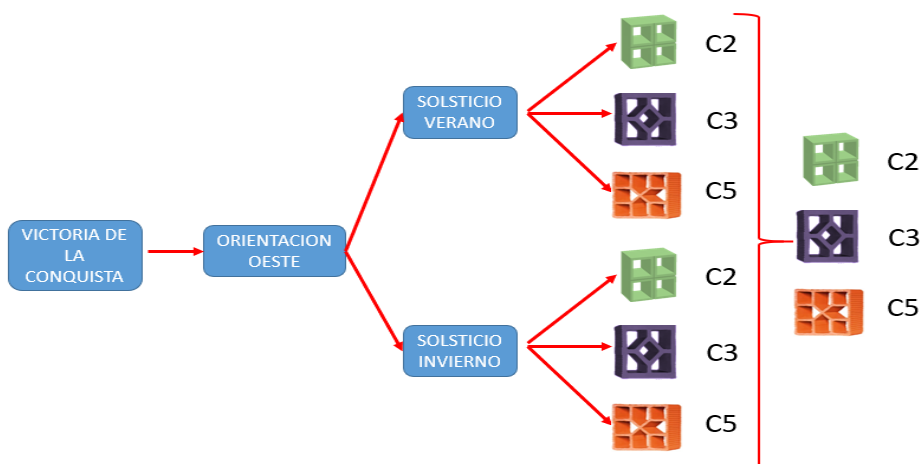 VICTORIA DE
LA
CONQUISTA
ORIENTACION
OESTE
SOLSTICIO
VERANO
C2
C3
C5
SOLSTICIO
INVIERNO
C2
C3
C5
C2
C3
C5